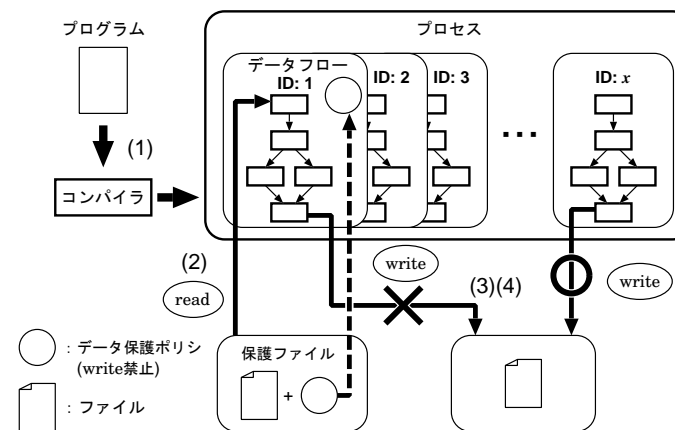 プログラム
プロセス
データフロー
ID: 1
ID: 2
ID: 3
ID: x
(1)
...
コンパイラ
(2)
read
write
(3)(4)
write
: データ保護ポリシ
(write禁止)
: ファイル
保護ファイル
+